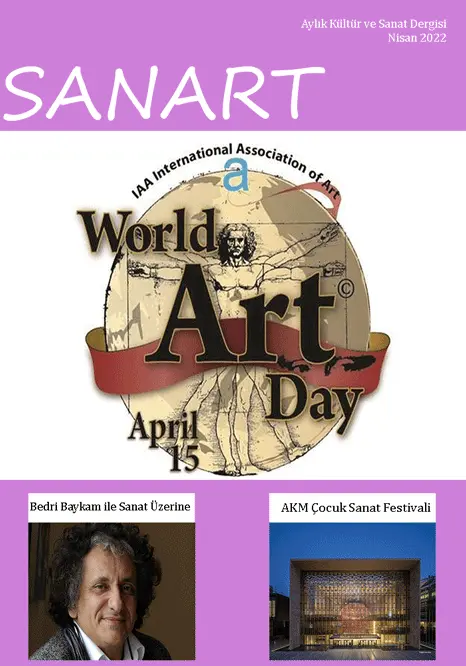 Aylık Kültür ve Sanat Dergisi
Nisan 2022
SANART
IAA International Association of Art
a
World
Art ©
Day
April
15
Bedri Baykam ile Sanat Üzerine
AKM Çocuk Sanat Festivali